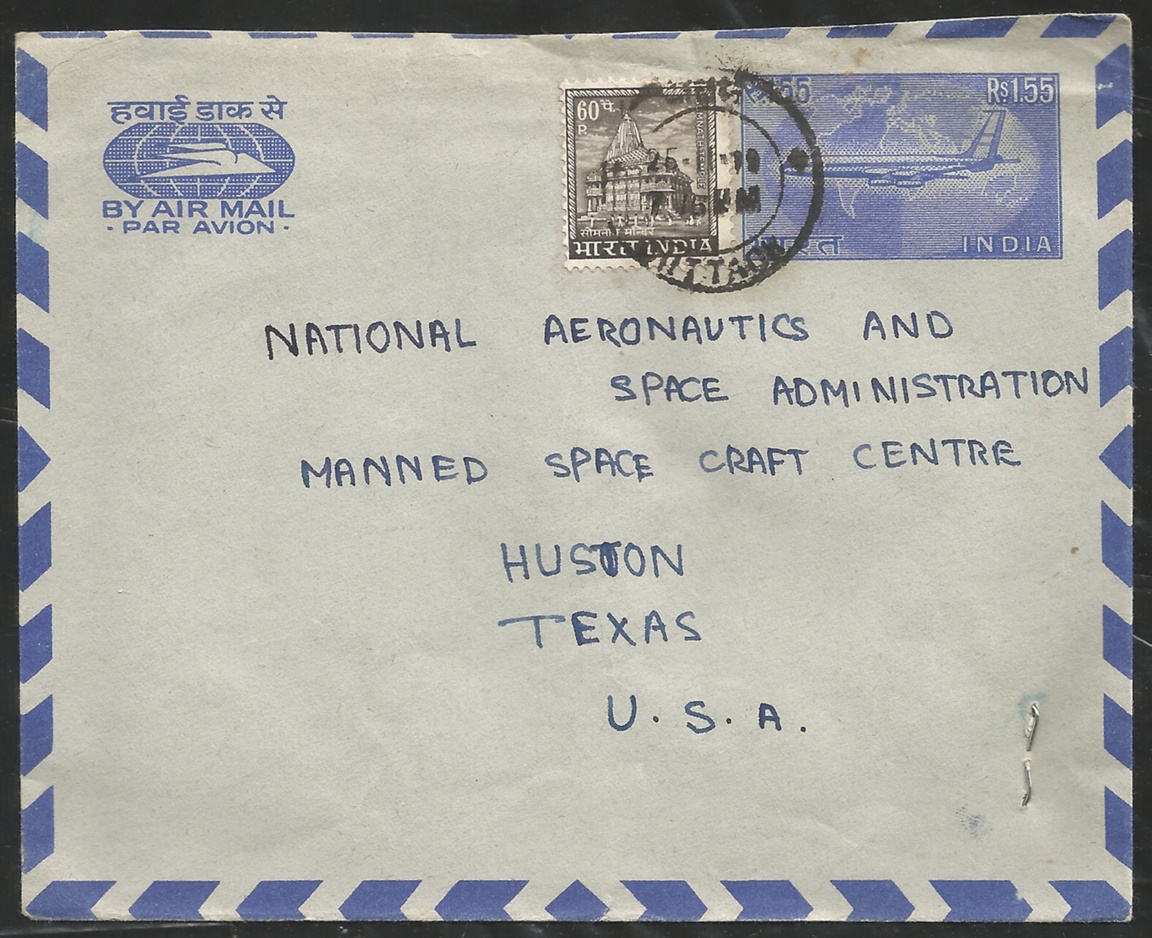 हवाई डाक से
BY AIR MAIL
· PAR AVION ·
60 पै.
P.
सोमनाथ मन्दिर
भारत INDIA
Rs1.55
INDIA
CUTTACK
NATIONAL AERONAUTICS AND
SPACE ADMINISTRATION
MANNED SPACE CRAFT CENTRE
HUSTON
TEXAS
U. S. A.